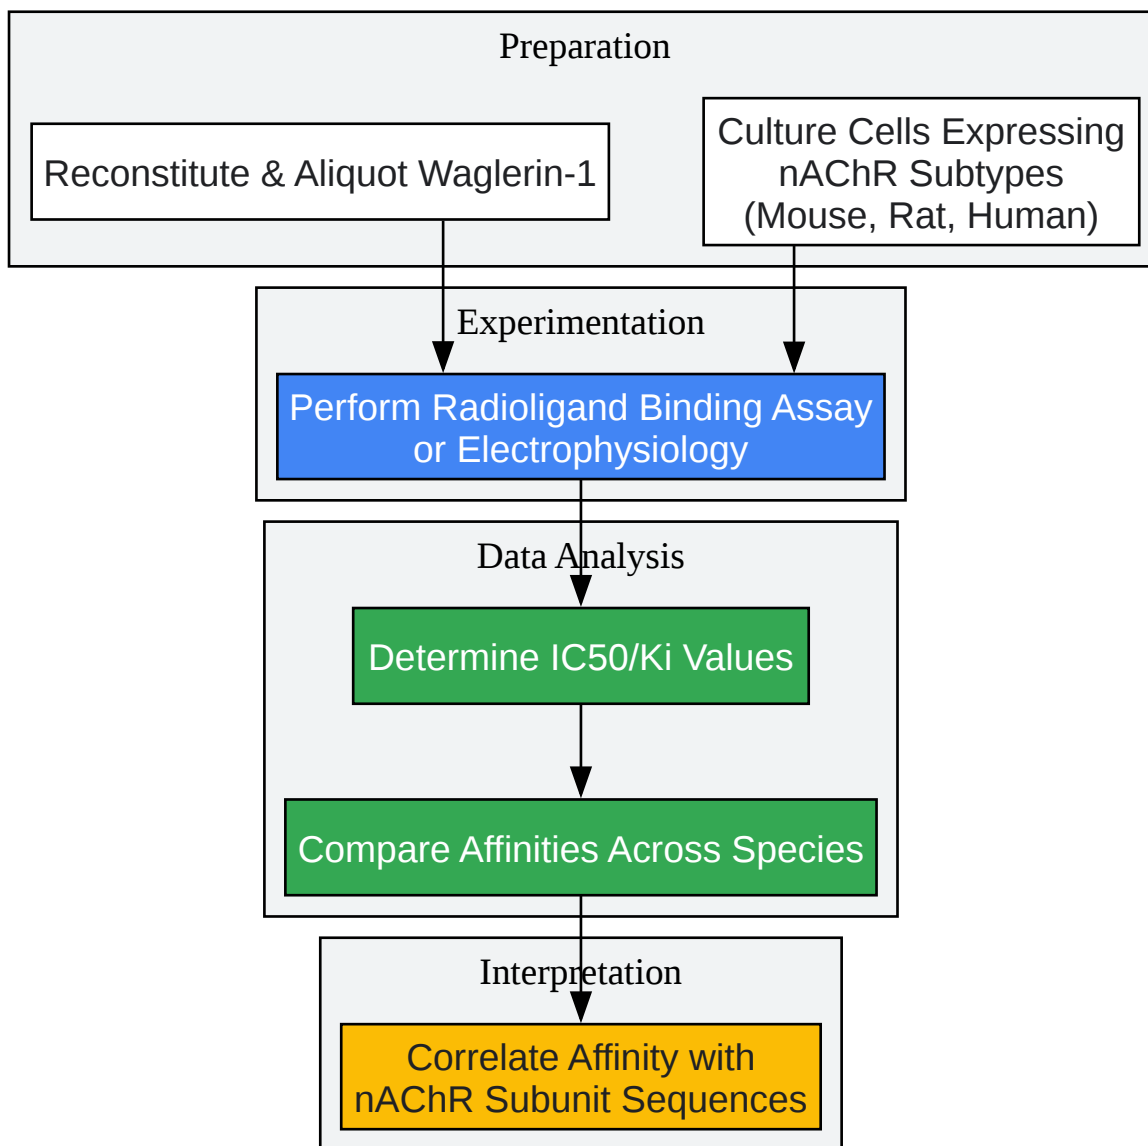 Preparation
Reconstitute & Aliquot Waglerin-1
Culture Cells Expressing
nAChR Subtypes
(Mouse, Rat, Human)
Experimentation
Perform Radioligand Binding Assay
or Electrophysiology
Data Analysis
Determine IC50/Ki Values
Compare Affinities Across Species
Interpretation
Correlate Affinity with
nAChR Subunit Sequences